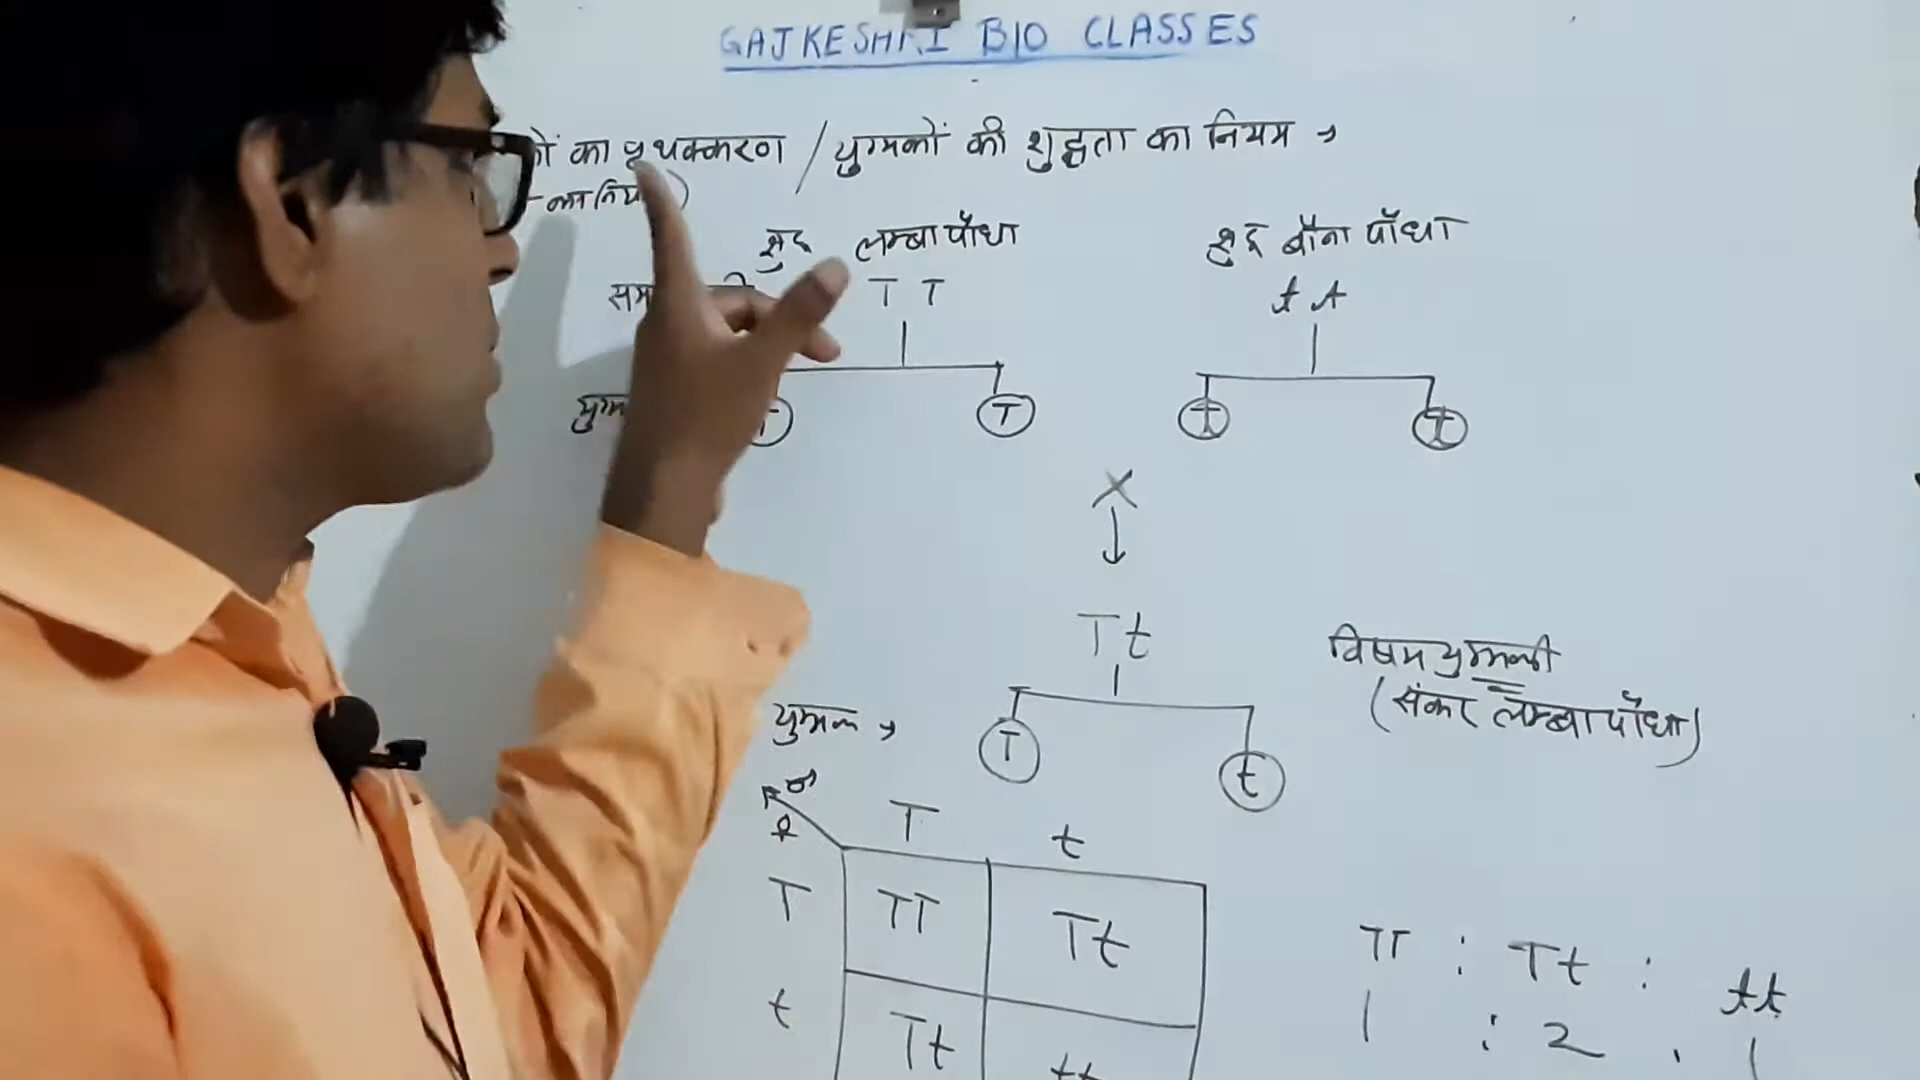 GAJKESHRI BIO CLASSES
का पृथक्करण / युग्मकों की शुद्धता का नियम →
शुद्ध लम्बा पौधा
शुद्ध बौना पौधा
T T
t t
T
T
t
t
X
↓
Tt
विषमयुग्मजी
(संकर लम्बा पौधा)
युग्मक →
T
t
♂
♀
T
t
T
TT
Tt
t
Tt
tt
TT : Tt : tt
1 : 2 : 1